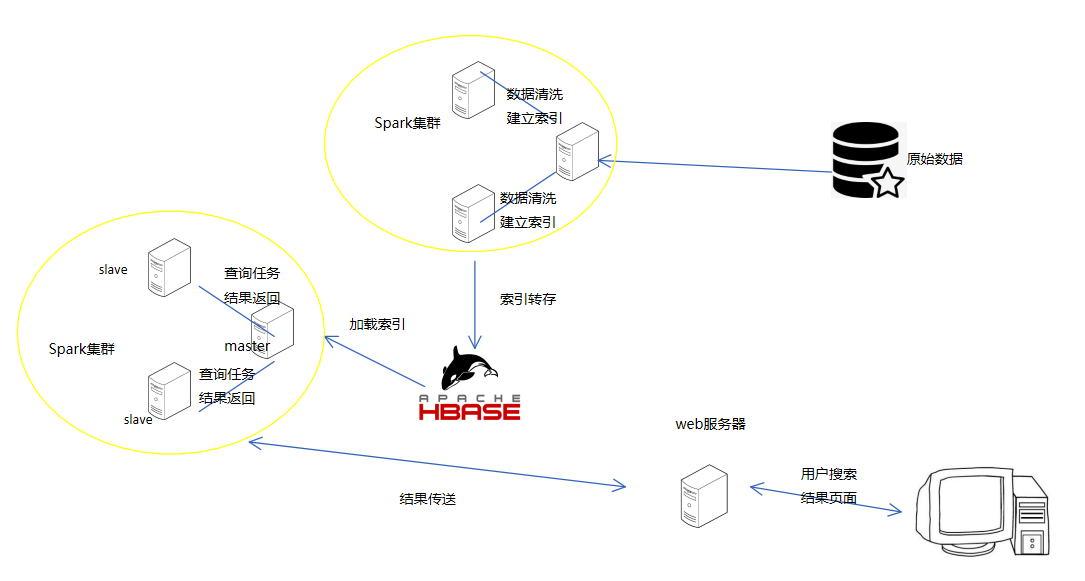 数据清洗
建立索引
Spark集群
原始数据
数据清洗
建立索引
slave
查询任务
结果返回
索引转存
加载索引
master
Spark集群
查询任务
结果返回
slave
APACHE
HBASE
web服务器
用户搜索
结果页面
结果传送